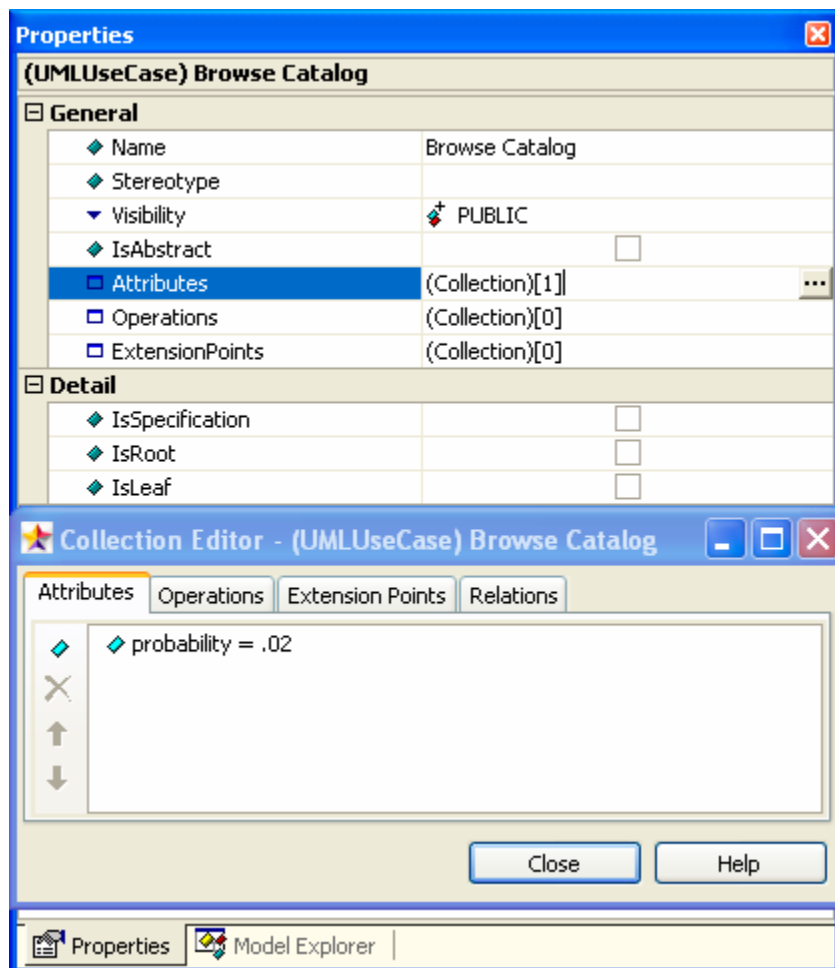 Properties
(UMLUseCase) Browse Catalog
General
Name Browse Catalog
Stereotype
Visibility PUBLIC
IsAbstract
Attributes (Collection)[1]
Operations (Collection)[0]
ExtensionPoints (Collection)[0]
Detail
IsSpecification
IsRoot
IsLeaf
Collection Editor - (UMLUseCase) Browse Catalog
Attributes Operations Extension Points Relations
probability = .02
Close Help
Properties Model Explorer